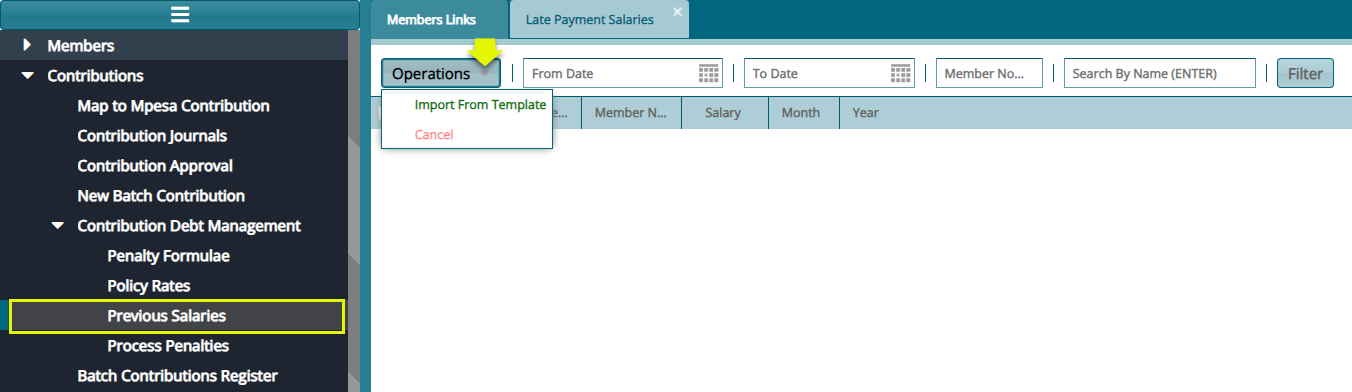 Members
Contributions
Map to Mpesa Contribution
Contribution Journals
Contribution Approval
New Batch Contribution
Contribution Debt Management
Penalty Formulae
Policy Rates
Previous Salaries
Process Penalties
Batch Contributions Register
Members Links
Late Payment Salaries
Operations
From Date
To Date
Member No...
Search By Name (ENTER)
Filter
Import From Template
Cancel
e...
Member N...
Salary
Month
Year